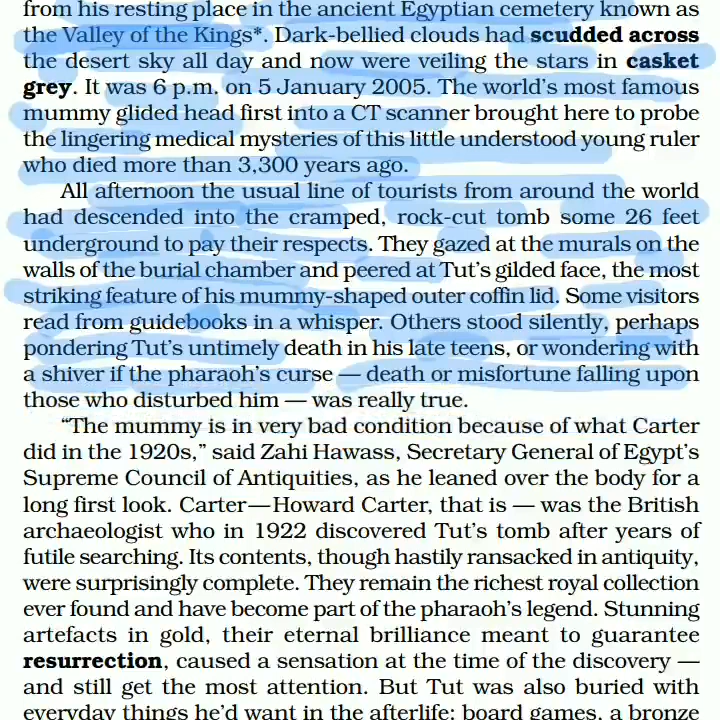 from his resting place in the ancient Egyptian cemetery known as
the Valley of the Kings*. Dark-bellied clouds had scudded across
the desert sky all day and now were veiling the stars in casket
grey. It was 6 p.m. on 5 January 2005. The world’s most famous
mummy glided head first into a CT scanner brought here to probe
the lingering medical mysteries of this little understood young ruler
who died more than 3,300 years ago.
All afternoon the usual line of tourists from around the world
had descended into the cramped, rock-cut tomb some 26 feet
underground to pay their respects. They gazed at the murals on the
walls of the burial chamber and peered at Tut’s gilded face, the most
striking feature of his mummy-shaped outer coffin lid. Some visitors
read from guidebooks in a whisper. Others stood silently, perhaps
pondering Tut’s untimely death in his late teens, or wondering with
a shiver if the pharaoh’s curse — death or misfortune falling upon
those who disturbed him — was really true.
“The mummy is in very bad condition because of what Carter
did in the 1920s,” said Zahi Hawass, Secretary General of Egypt’s
Supreme Council of Antiquities, as he leaned over the body for a
long first look. Carter—Howard Carter, that is — was the British
archaeologist who in 1922 discovered Tut’s tomb after years of
futile searching. Its contents, though hastily ransacked in antiquity,
were surprisingly complete. They remain the richest royal collection
ever found and have become part of the pharaoh’s legend. Stunning
artefacts in gold, their eternal brilliance meant to guarantee
resurrection, caused a sensation at the time of the discovery —
and still get the most attention. But Tut was also buried with
everyday things he’d want in the afterlife: board games, a bronze